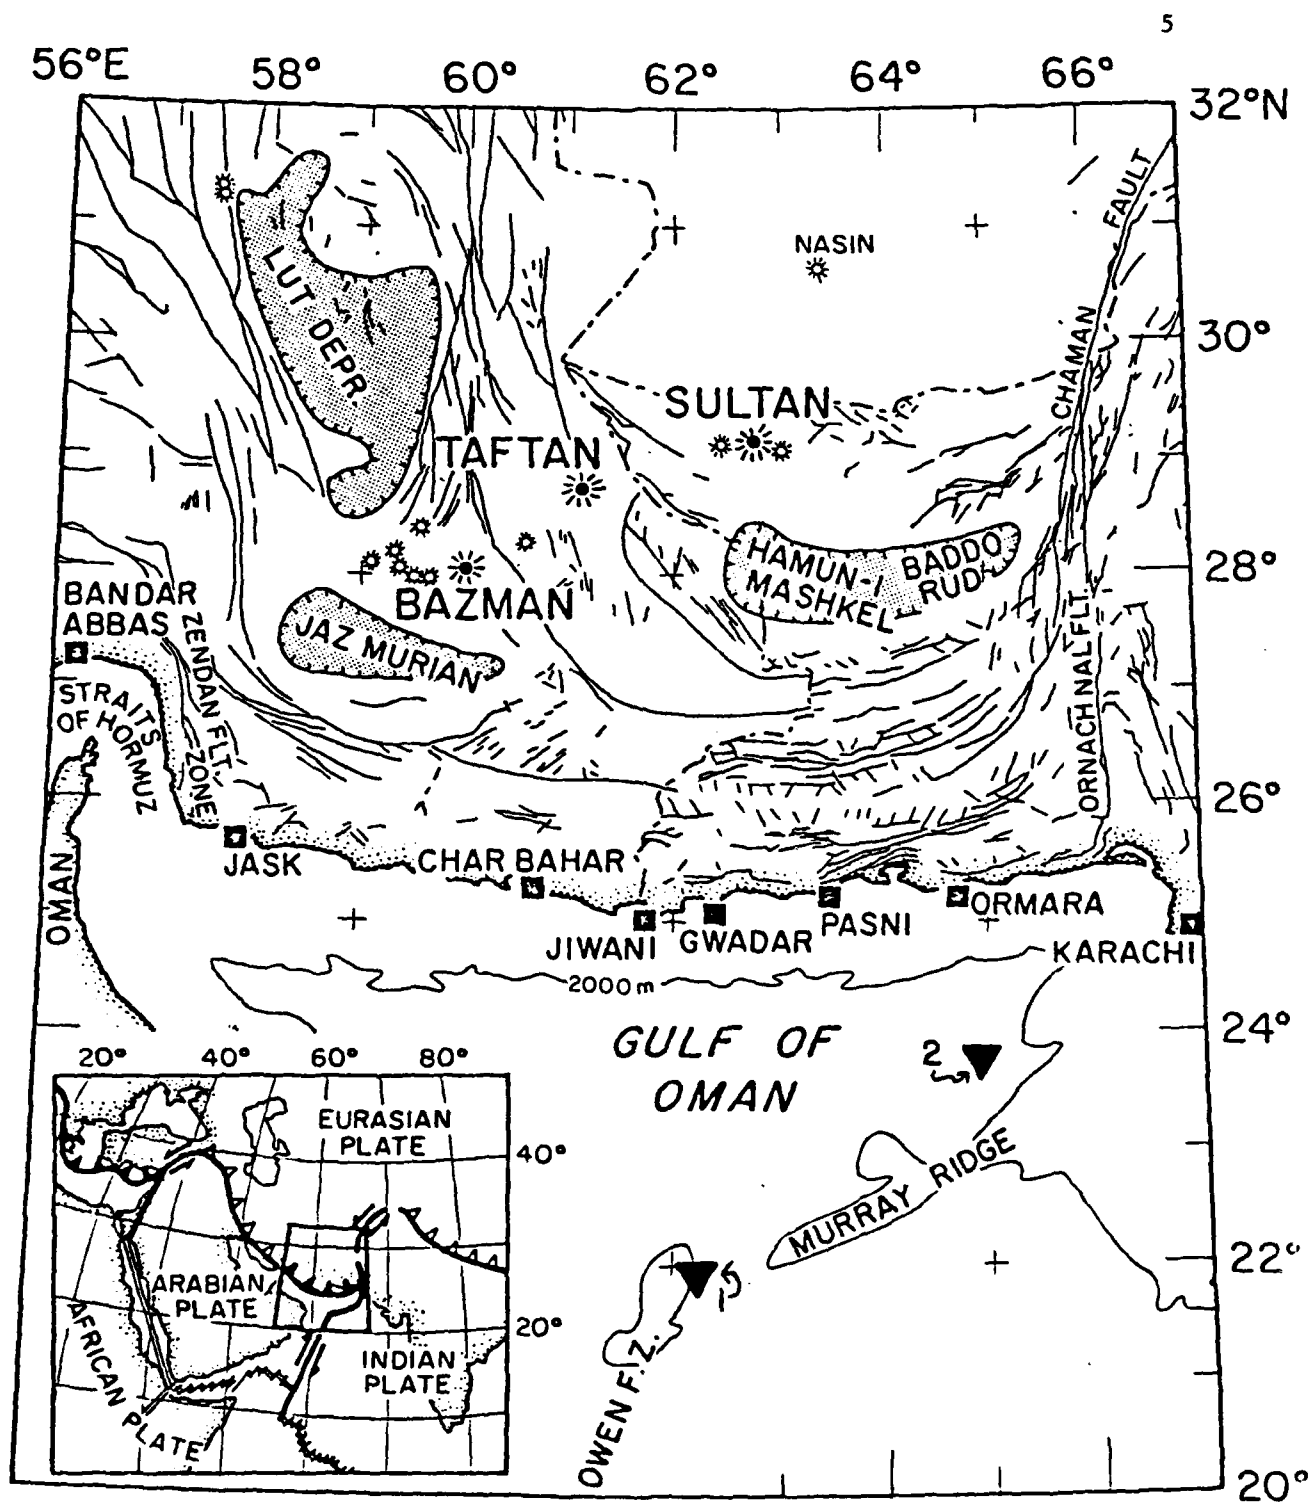 5
56°E 58° 60° 62° 64° 66°
32°N
FAULT
NASIN
LUT DEPR.
30°
CHAMAN
SULTAN
TAFTAN
HAMUN-I
MASHKEL
BADDO
RUD
28°
BAZMAN
BANDAR
ABBAS
ZENDAN FLT.
ZONE
JAZ MURIAN
ORNACH NAL FLT.
STRAITS
OF HORMUZ
26°
JASK
CHAR BAHAR
OMAN
JIWANI
GWADAR
PASNI
ORMARA
KARACHI
2000m
24°
GULF OF
OMAN
2
MURRAY RIDGE
22°
1
OWEN F.Z.
20°
20° 40° 60° 80°
EURASIAN
PLATE
40°
ARABIAN
PLATE
20°
AFRICAN PLATE
INDIAN
PLATE